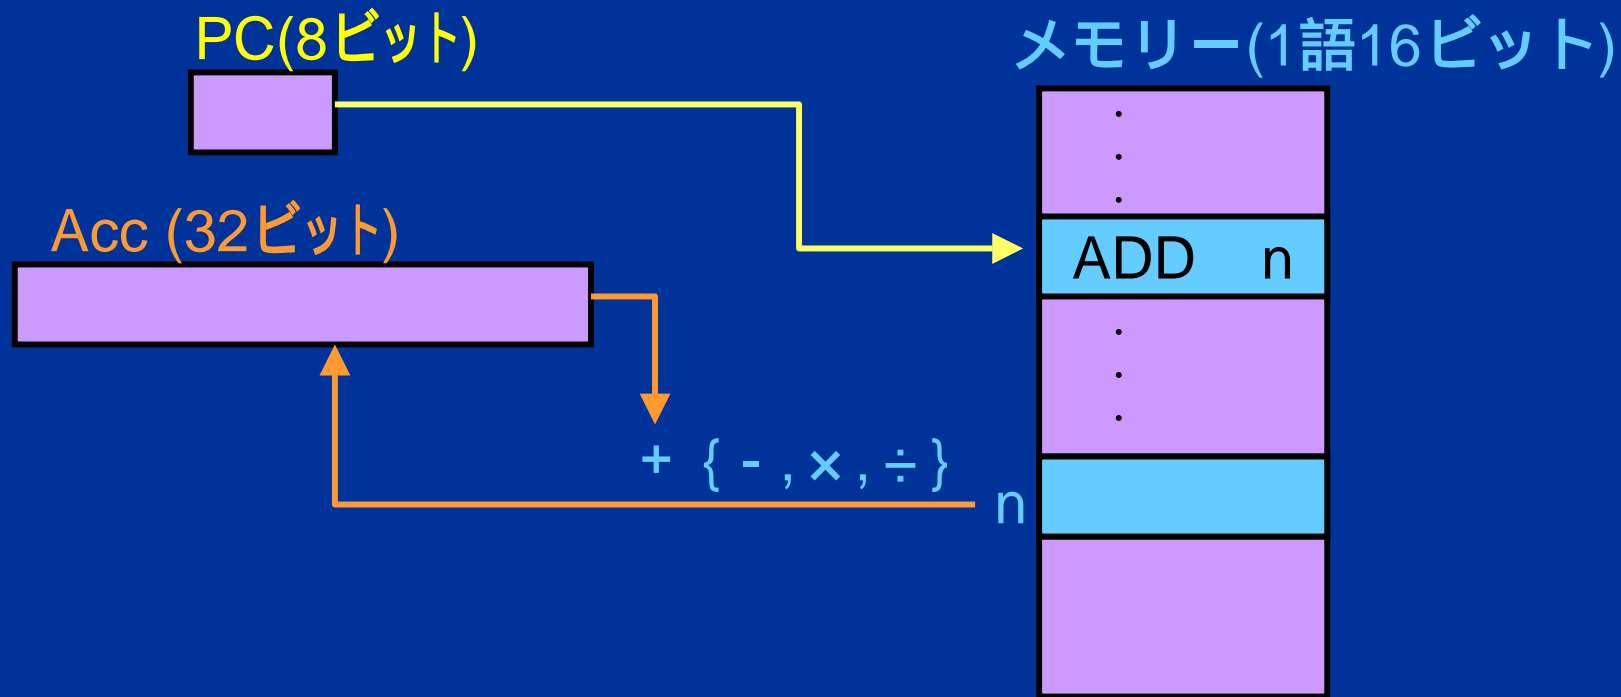 PC(8ビット)
メモリー(1語16ビット)
・
・
・
Acc (32ビット)
ADD n
・
・
・
+ { - , × , ÷ }
n